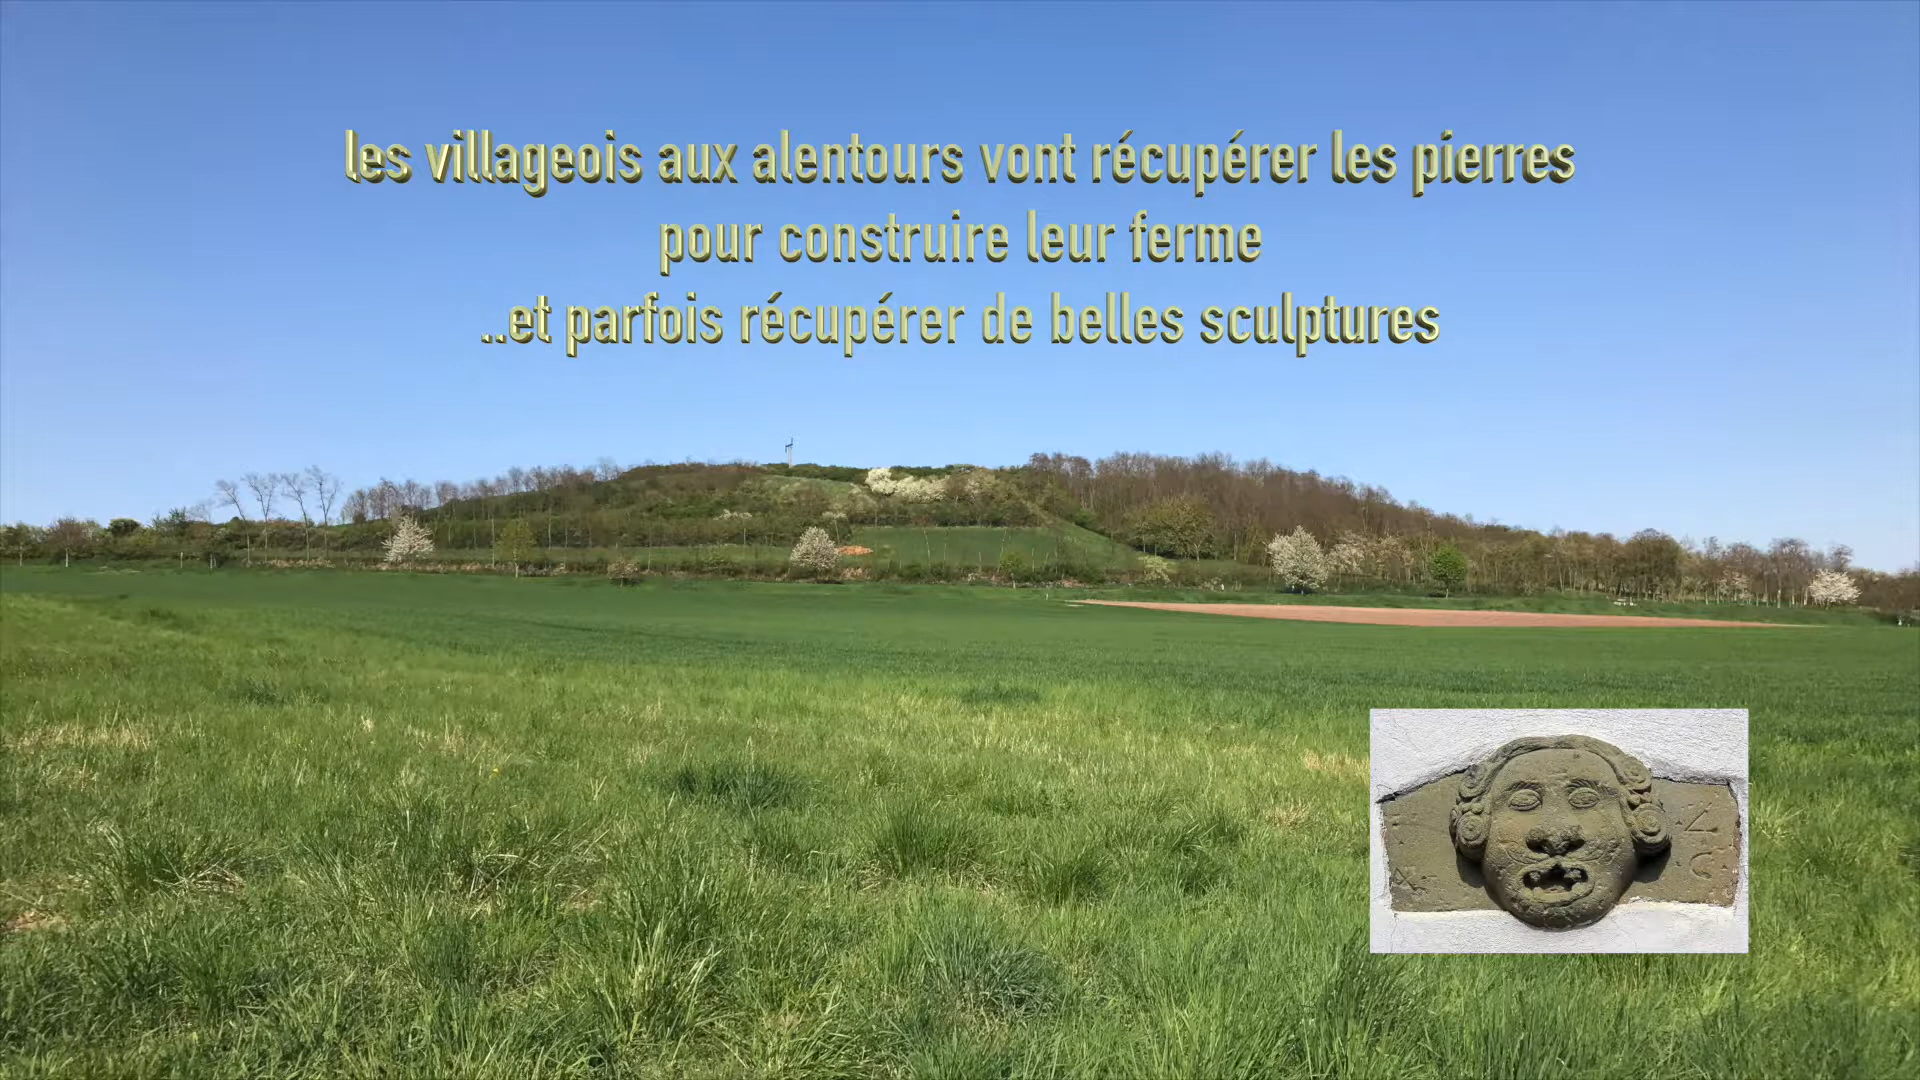 les villageois aux alentours vont récupérer les pierres
pour construire leur ferme
..et parfois récupérer de belles sculptures